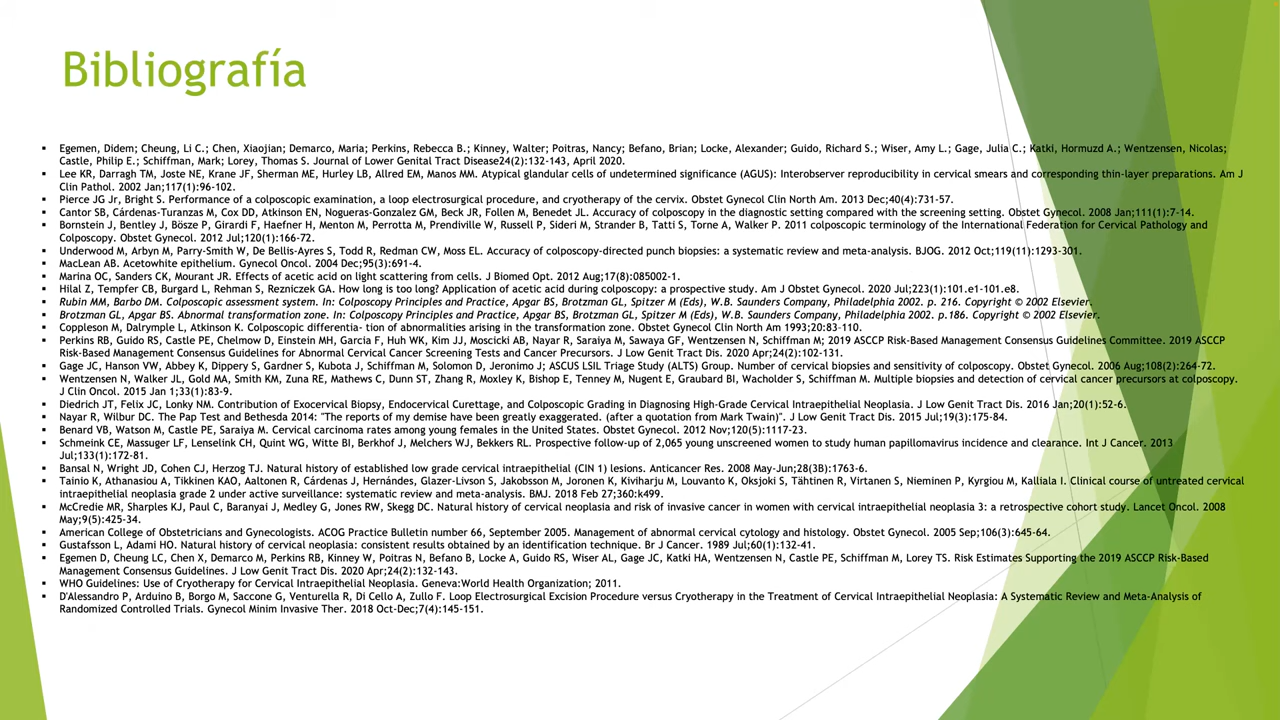 Bibliografía
▪ Egemen, Didem; Cheung, Li C.; Chen, Xiaojian; Demarco, Maria; Perkins, Rebecca B.; Kinney, Walter; Poitras, Nancy; Befano, Brian; Locke, Alexander; Guido, Richard S.; Wiser, Amy L.; Gage, Julia C.; Katki, Hormuzd A.; Wentzensen, Nicolas;
Castle, Philip E.; Schiffman, Mark; Lorey, Thomas S. Journal of Lower Genital Tract Disease24(2):132-143, April 2020.
▪ Lee KR, Darragh TM, Joste NE, Krane JF, Sherman ME, Hurley LB, Allred EM, Manos MM. Atypical glandular cells of undetermined significance (AGUS): Interobserver reproducibility in cervical smears and corresponding thin-layer preparations. Am J
Clin Pathol. 2002 Jan;117(1):96-102.
▪ Pierce JG Jr, Bright S. Performance of a colposcopic examination, a loop electrosurgical procedure, and cryotherapy of the cervix. Obstet Gynecol Clin North Am. 2013 Dec;40(4):731-57.
▪ Cantor SB, Cárdenas-Turanzas M, Cox DD, Atkinson EN, Nogueras-Gonzalez GM, Beck JR, Follen M, Benedet JL. Accuracy of colposcopy in the diagnostic setting compared with the screening setting. Obstet Gynecol. 2008 Jan;111(1):7-14.
▪ Bornstein J, Bentley J, Bösze P, Girardi F, Haefner H, Menton M, Perrotta M, Prendiville W, Russell P, Sideri M, Strander B, Tatti S, Torne A, Walker P. 2011 colposcopic terminology of the International Federation for Cervical Pathology and
Colposcopy. Obstet Gynecol. 2012 Jul;120(1):166-72.
▪ Underwood M, Arbyn M, Parry-Smith W, De Bellis-Ayres S, Todd R, Redman CW, Moss EL. Accuracy of colposcopy-directed punch biopsies: a systematic review and meta-analysis. BJOG. 2012 Oct;119(11):1293-301.
▪ MacLean AB. Acetowhite epithelium. Gynecol Oncol. 2004 Dec;95(3):691-4.
▪ Marina OC, Sanders CK, Mourant JR. Effects of acetic acid on light scattering from cells. J Biomed Opt. 2012 Aug;17(8):085002-1.
▪ Hilal Z, Tempfer CB, Burgard L, Rehman S, Rezniczek GA. How long is too long? Application of acetic acid during colposcopy: a prospective study. Am J Obstet Gynecol. 2020 Jul;223(1):101.e1-101.e8.
▪ Rubin MM, Barbo DM. Colposcopic assessment system. In: Colposcopy Principles and Practice, Apgar BS, Brotzman GL, Spitzer M (Eds), W.B. Saunders Company, Philadelphia 2002. p. 216. Copyright © 2002 Elsevier.
▪ Brotzman GL, Apgar BS. Abnormal transformation zone. In: Colposcopy Principles and Practice, Apgar BS, Brotzman GL, Spitzer M (Eds), W.B. Saunders Company, Philadelphia 2002. p.186. Copyright © 2002 Elsevier.
▪ Coppleson M, Dalrymple L, Atkinson K. Colposcopic differentia- tion of abnormalities arising in the transformation zone. Obstet Gynecol Clin North Am 1993;20:83–110.
▪ Perkins RB, Guido RS, Castle PE, Chelmow D, Einstein MH, Garcia F, Huh WK, Kim JJ, Moscicki AB, Nayar R, Saraiya M, Sawaya GF, Wentzensen N, Schiffman M; 2019 ASCCP Risk-Based Management Consensus Guidelines Committee. 2019 ASCCP
Risk-Based Management Consensus Guidelines for Abnormal Cervical Cancer Screening Tests and Cancer Precursors. J Low Genit Tract Dis. 2020 Apr;24(2):102-131.
▪ Gage JC, Hanson VW, Abbey K, Dippery S, Gardner S, Kubota J, Schiffman M, Solomon D, Jeronimo J; ASCUS LSIL Triage Study (ALTS) Group. Number of cervical biopsies and sensitivity of colposcopy. Obstet Gynecol. 2006 Aug;108(2):264-72.
▪ Wentzensen N, Walker JL, Gold MA, Smith KM, Zuna RE, Mathews C, Dunn ST, Zhang R, Moxley K, Bishop E, Tenney M, Nugent E, Graubard BI, Wacholder S, Schiffman M. Multiple biopsies and detection of cervical cancer precursors at colposcopy.
J Clin Oncol. 2015 Jan 1;33(1):83-9.
▪ Diedrich JT, Felix JC, Lonky NM. Contribution of Exocervical Biopsy, Endocervical Curettage, and Colposcopic Grading in Diagnosing High-Grade Cervical Intraepithelial Neoplasia. J Low Genit Tract Dis. 2016 Jan;20(1):52-6.
▪ Nayar R, Wilbur DC. The Pap Test and Bethesda 2014: "The reports of my demise have been greatly exaggerated. (after a quotation from Mark Twain)". J Low Genit Tract Dis. 2015 Jul;19(3):175-84.
▪ Benard VB, Watson M, Castle PE, Saraiya M. Cervical carcinoma rates among young females in the United States. Obstet Gynecol. 2012 Nov;120(5):1117-23.
▪ Schmeink CE, Massuger LF, Lenselink CH, Quint WG, Witte BI, Berkhof J, Melchers WJ, Bekkers RL. Prospective follow-up of 2,065 young unscreened women to study human papillomavirus incidence and clearance. Int J Cancer. 2013
Jul;133(1):172-81.
▪ Bansal N, Wright JD, Cohen CJ, Herzog TJ. Natural history of established low grade cervical intraepithelial (CIN 1) lesions. Anticancer Res. 2008 May-Jun;28(3B):1763-6.
▪ Tainio K, Athanasiou A, Tikkinen KAO, Aaltonen R, Cárdenas J, Hernándes, Glazer-Livson S, Jakobsson M, Joronen K, Kiviharju M, Louvanto K, Oksjoki S, Tähtinen R, Virtanen S, Nieminen P, Kyrgiou M, Kalliala I. Clinical course of untreated cervical
intraepithelial neoplasia grade 2 under active surveillance: systematic review and meta-analysis. BMJ. 2018 Feb 27;360:k499.
▪ McCredie MR, Sharples KJ, Paul C, Baranyai J, Medley G, Jones RW, Skegg DC. Natural history of cervical neoplasia and risk of invasive cancer in women with cervical intraepithelial neoplasia 3: a retrospective cohort study. Lancet Oncol. 2008
May;9(5):425-34.
▪ American College of Obstetricians and Gynecologists. ACOG Practice Bulletin number 66, September 2005. Management of abnormal cervical cytology and histology. Obstet Gynecol. 2005 Sep;106(3):645-64.
▪ Gustafsson L, Adami HO. Natural history of cervical neoplasia: consistent results obtained by an identification technique. Br J Cancer. 1989 Jul;60(1):132-41.
▪ Egemen D, Cheung LC, Chen X, Demarco M, Perkins RB, Kinney W, Poitras N, Befano B, Locke A, Guido RS, Wiser AL, Gage JC, Katki HA, Wentzensen N, Castle PE, Schiffman M, Lorey TS. Risk Estimates Supporting the 2019 ASCCP Risk-Based
Management Consensus Guidelines. J Low Genit Tract Dis. 2020 Apr;24(2):132-143.
▪ WHO Guidelines: Use of Cryotherapy for Cervical Intraepithelial Neoplasia. Geneva:World Health Organization; 2011.
▪ D'Alessandro P, Arduino B, Borgo M, Saccone G, Venturella R, Di Cello A, Zullo F. Loop Electrosurgical Excision Procedure versus Cryotherapy in the Treatment of Cervical Intraepithelial Neoplasia: A Systematic Review and Meta-Analysis of
Randomized Controlled Trials. Gynecol Minim Invasive Ther. 2018 Oct-Dec;7(4):145-151.